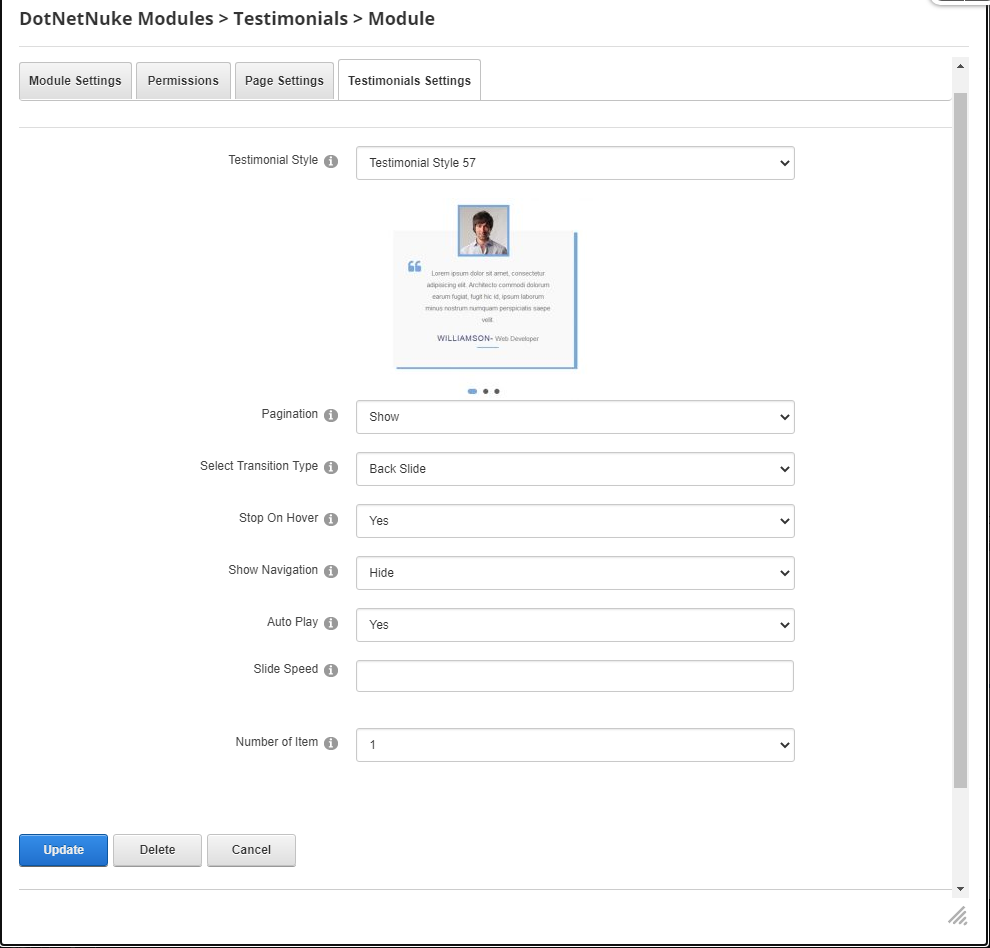 DotNetNuke Modules > Testimonials > Module
Module Settings
Permissions
Page Settings
Testimonials Settings
Testimonial Style
Testimonial Style 57
Lorem ipsum dolor sit amet, consectetur
adipisicing elit. Architecto commodi dolorum
earum fugiat, fugit hic id, ipsum laborum
minus nostrum numquam perspiciatis saepe
velit.
WILLIAMSON- Web Developer
Pagination
Show
Select Transition Type
Back Slide
Stop On Hover
Yes
Show Navigation
Hide
Auto Play
Yes
Slide Speed
Number of Item
1
Update
Delete
Cancel